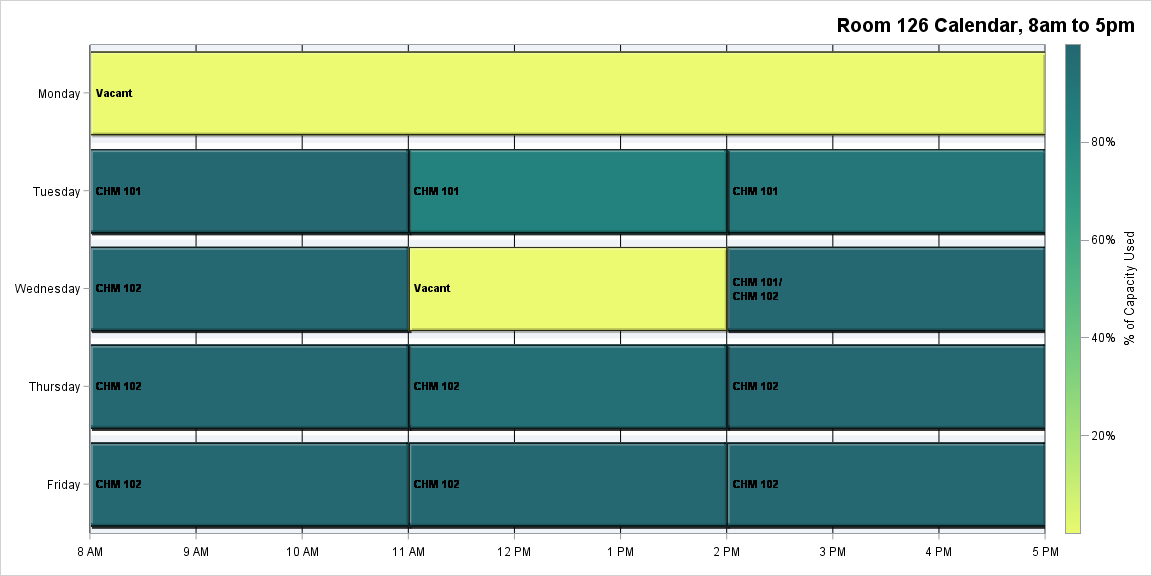 Room 126 Calendar, 8am to 5pm
Monday
Vacant
Tuesday
CHM 101
CHM 101
CHM 101
Wednesday
CHM 102
Vacant
CHM 101/
CHM 102
Thursday
CHM 102
CHM 102
CHM 102
Friday
CHM 102
CHM 102
CHM 102
8 AM
9 AM
10 AM
11 AM
12 PM
1 PM
2 PM
3 PM
4 PM
5 PM
80%
60%
40%
20%
% of Capacity Used